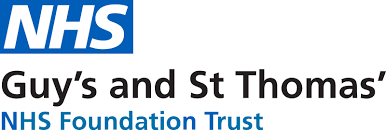 NHS
Guy's and St Thomas'
NHS Foundation Trust